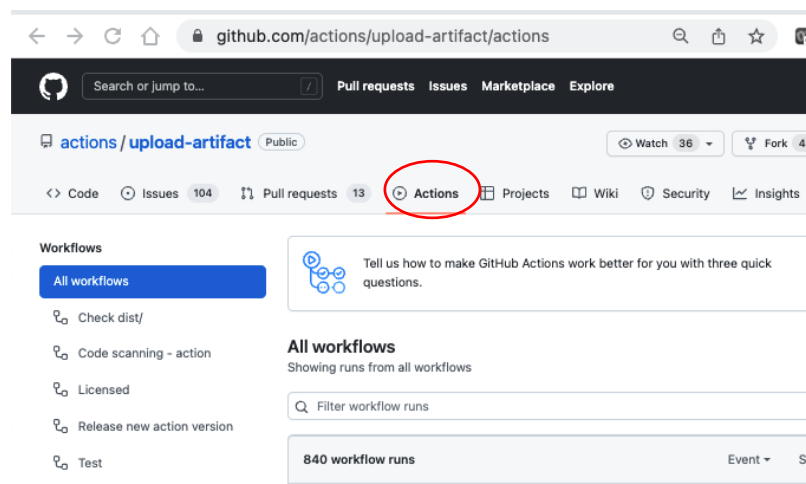 github.com/actions/upload-artifact/actions
Search or jump to... / Pull requests Issues Marketplace Explore
actions / upload-artifact Public Watch 36 Fork 4
Code Issues 104 Pull requests 13 Actions Projects Wiki Security Insights
Workflows
All workflows
Check dist/
Code scanning - action
Licensed
Release new action version
Test
Tell us how to make GitHub Actions work better for you with three quick
questions.
All workflows
Showing runs from all workflows
Filter workflow runs
840 workflow runs Event S